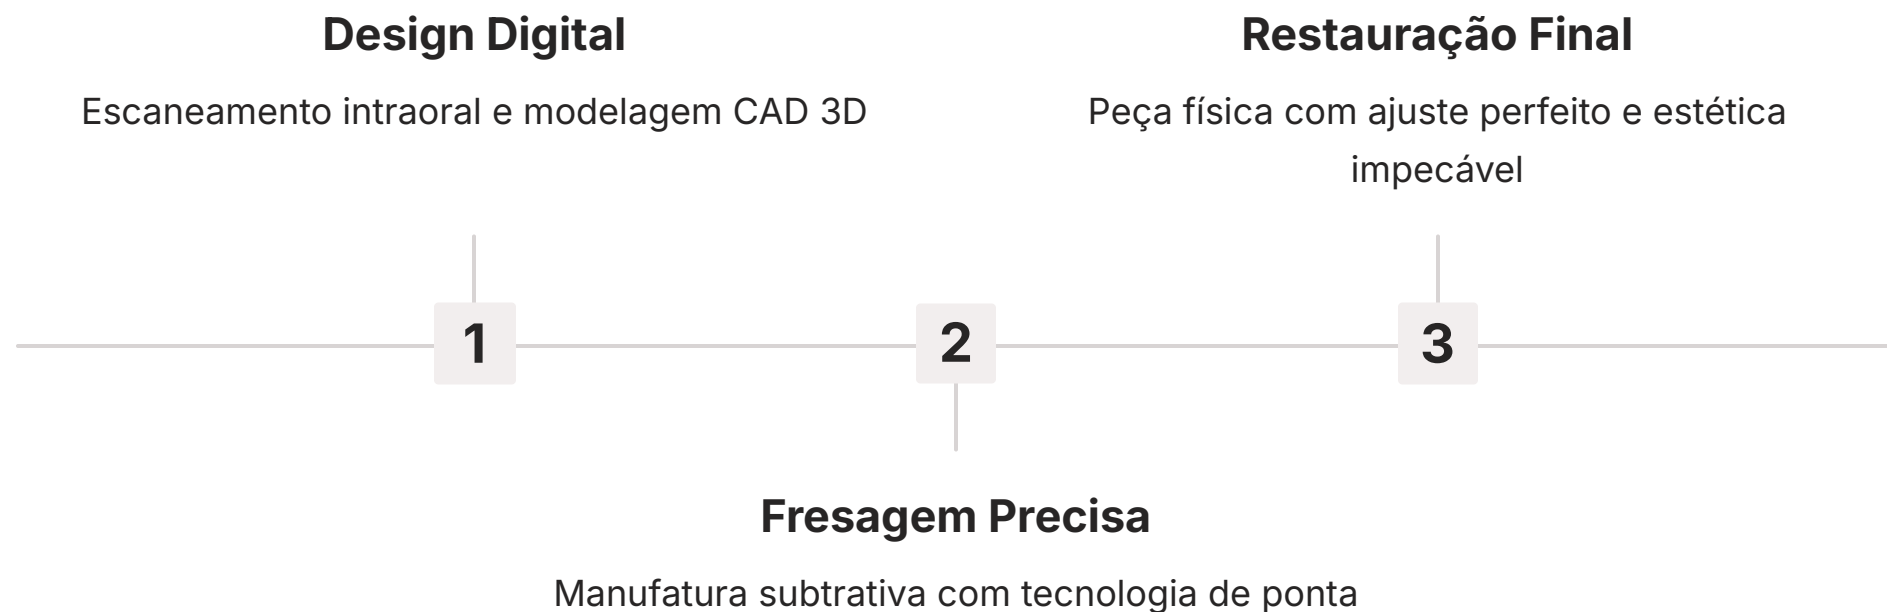 Design Digital
Escaneamento intraoral e modelagem CAD 3D
Restauração Final
Peça física com ajuste perfeito e estética
impecável
1
2
3
Fresagem Precisa
Manufatura subtrativa com tecnologia de ponta